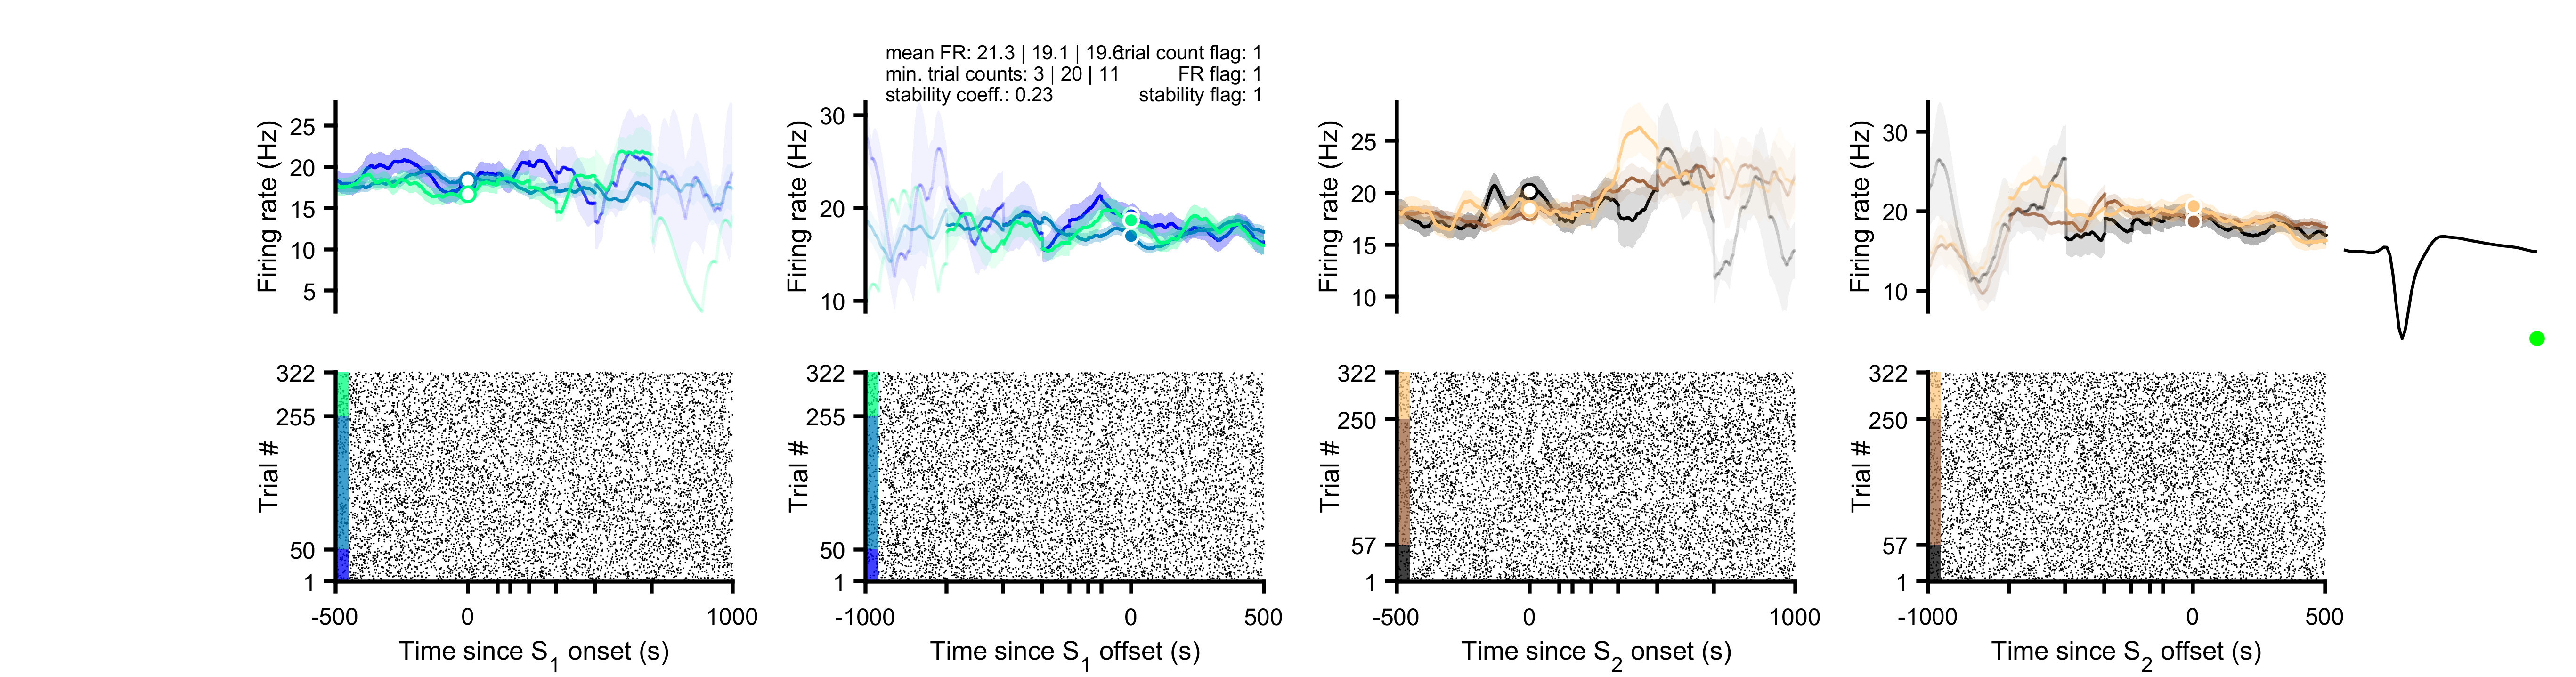 mean FR: 21.3 | 19.1 | 19.6
trial count flag: 1
min. trial counts: 3 | 20 | 11
FR flag: 1
stability coeff.: 0.23
stability flag: 1
Firing rate (Hz)
25
20
15
10
5
Firing rate (Hz)
30
20
10
Firing rate (Hz)
25
20
15
10
Firing rate (Hz)
30
20
10
Trial #
322
255
50
1
-500
0
1000
Time since S1 onset (s)
Trial #
322
255
50
1
-1000
0
500
Time since S1 offset (s)
Trial #
322
250
57
1
-500
0
1000
Time since S2 onset (s)
Trial #
322
250
57
1
-1000
0
500
Time since S2 offset (s)